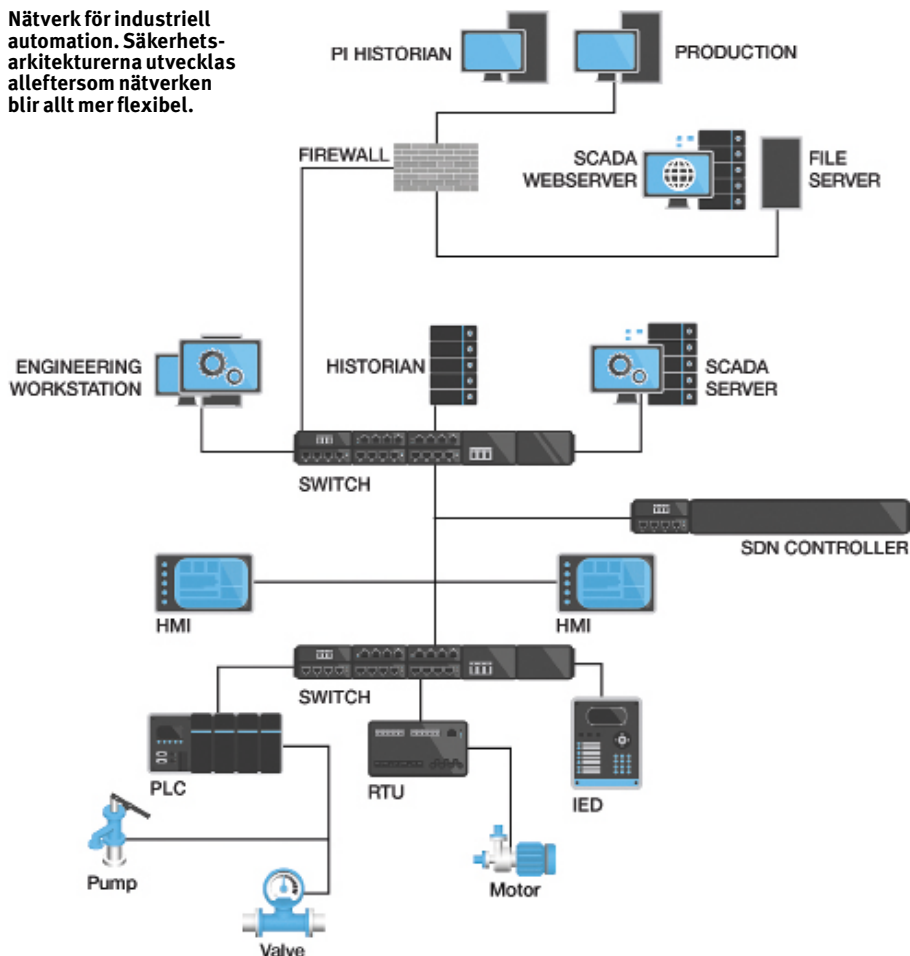 Nätverk för industriell
automation. Säkerhets-
arkitekturerna utvecklas
alleftersom nätverken
blir allt mer flexibel.
PI HISTORIAN
PRODUCTION
FIREWALL
SCADA
WEBSERVER
FILE
SERVER
ENGINEERING
WORKSTATION
HISTORIAN
SCADA
SERVER
SWITCH
SDN CONTROLLER
HMI
HMI
SWITCH
PLC
RTU
IED
Pump
Motor
Valve